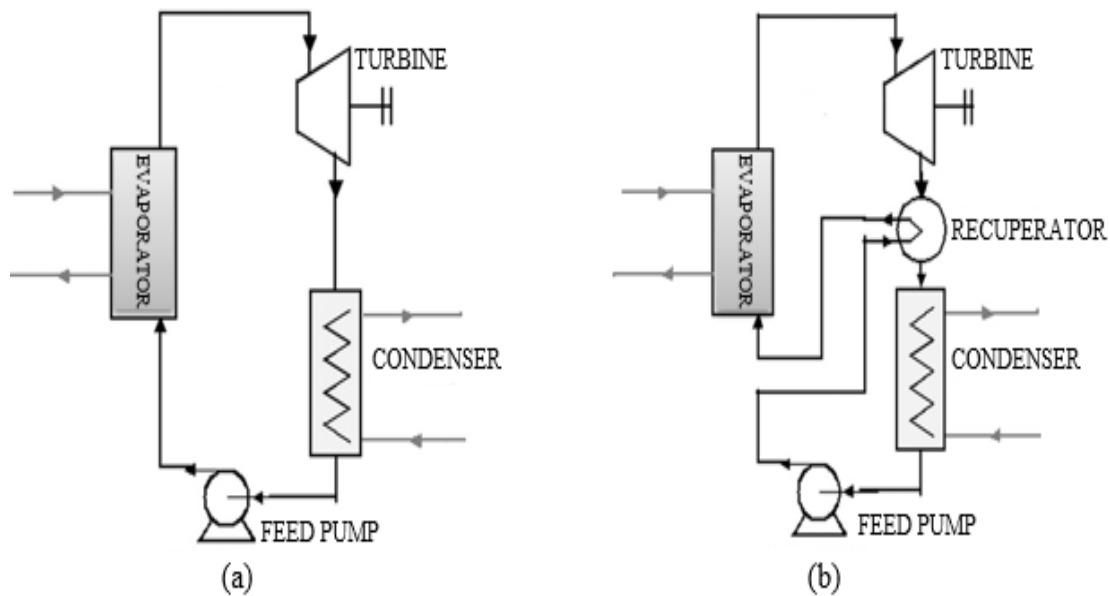 TURBINE
EVAPORATOR
CONDENSER
FEED PUMP
(a)
TURBINE
RECUPERATOR
EVAPORATOR
CONDENSER
FEED PUMP
(b)